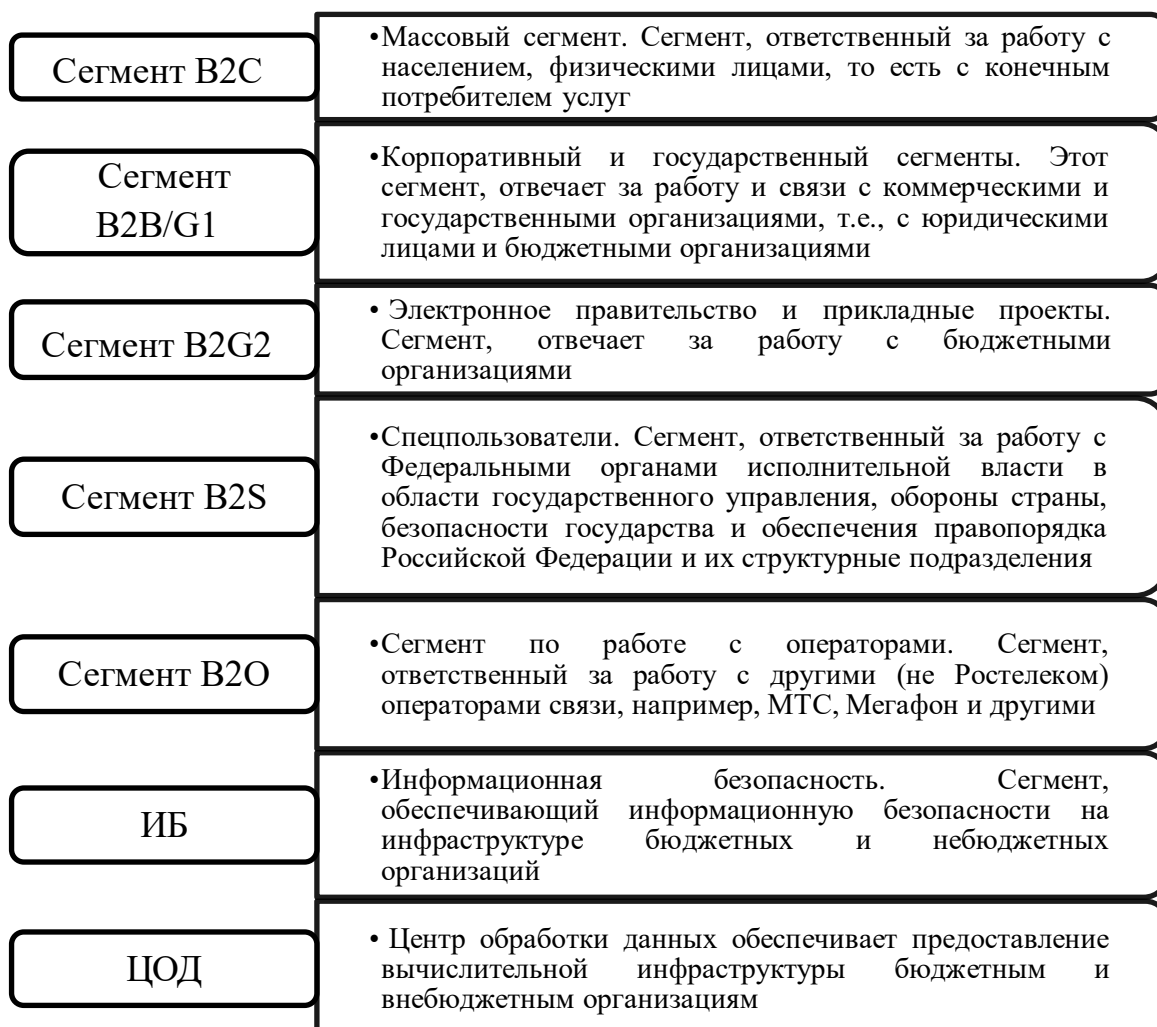 Сегмент B2C
•Массовый сегмент. Сегмент, ответственный за работу с
населением, физическими лицами, то есть с конечным
потребителем услуг
Сегмент
B2B/G1
•Корпоративный и государственный сегменты. Этот
сегмент, отвечает за работу и связи с коммерческими и
государственными организациями, т.е., с юридическими
лицами и бюджетными организациями
Сегмент B2G2
• Электронное правительство и прикладные проекты.
Сегмент, отвечает за работу с бюджетными
организациями
Сегмент B2S
•Спецпользователи. Сегмент, ответственный за работу с
Федеральными органами исполнительной власти в
области государственного управления, обороны страны,
безопасности государства и обеспечения правопорядка
Российской Федерации и их структурные подразделения
Сегмент B2O
•Сегмент по работе с операторами. Сегмент,
ответственный за работу с другими (не Ростелеком)
операторами связи, например, МТС, Мегафон и другими
ИБ
•Информационная безопасность. Сегмент,
обеспечивающий информационную безопасности на
инфраструктуре бюджетных и небюджетных
организаций
ЦОД
• Центр обработки данных обеспечивает предоставление
вычислительной инфраструктуры бюджетным и
внебюджетным организациям